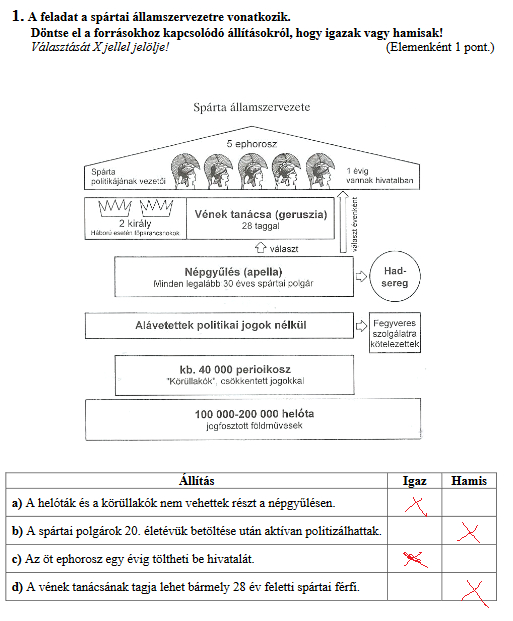 1. A feladat a spártai államszervezetre vonatkozik.
Döntse el a forrásokhoz kapcsolódó állításokról, hogy igazak vagy hamisak!
Választását X jellel jelölje! (Elemenként 1 pont.)
Spárta államszervezete
5 ephorosz
Spárta
politikájának vezetői
1 évig
vannak hivatalban
2 király
Háború esetén főparancsnokok
Vének tanácsa (geruszia)
28 taggal
választ évenként
választ
Népgyűlés (apella)
Minden legalább 30 éves spártai polgár
Had-
sereg
Alávetettek politikai jogok nélkül
Fegyveres
szolgálatra
kötelezettek
kb. 40 000 perioikosz
"Körüllakók", csökkentett jogokkal
100 000-200 000 helóta
jogfosztott földművesek
Állítás Igaz Hamis
a) A helóták és a körüllakók nem vehettek részt a népgyűlésen. X
b) A spártai polgárok 20. életévük betöltése után aktívan politizálhattak. X
c) Az öt ephorosz egy évig töltheti be hivatalát. X
d) A vének tanácsának tagja lehet bármely 28 év feletti spártai férfi. X